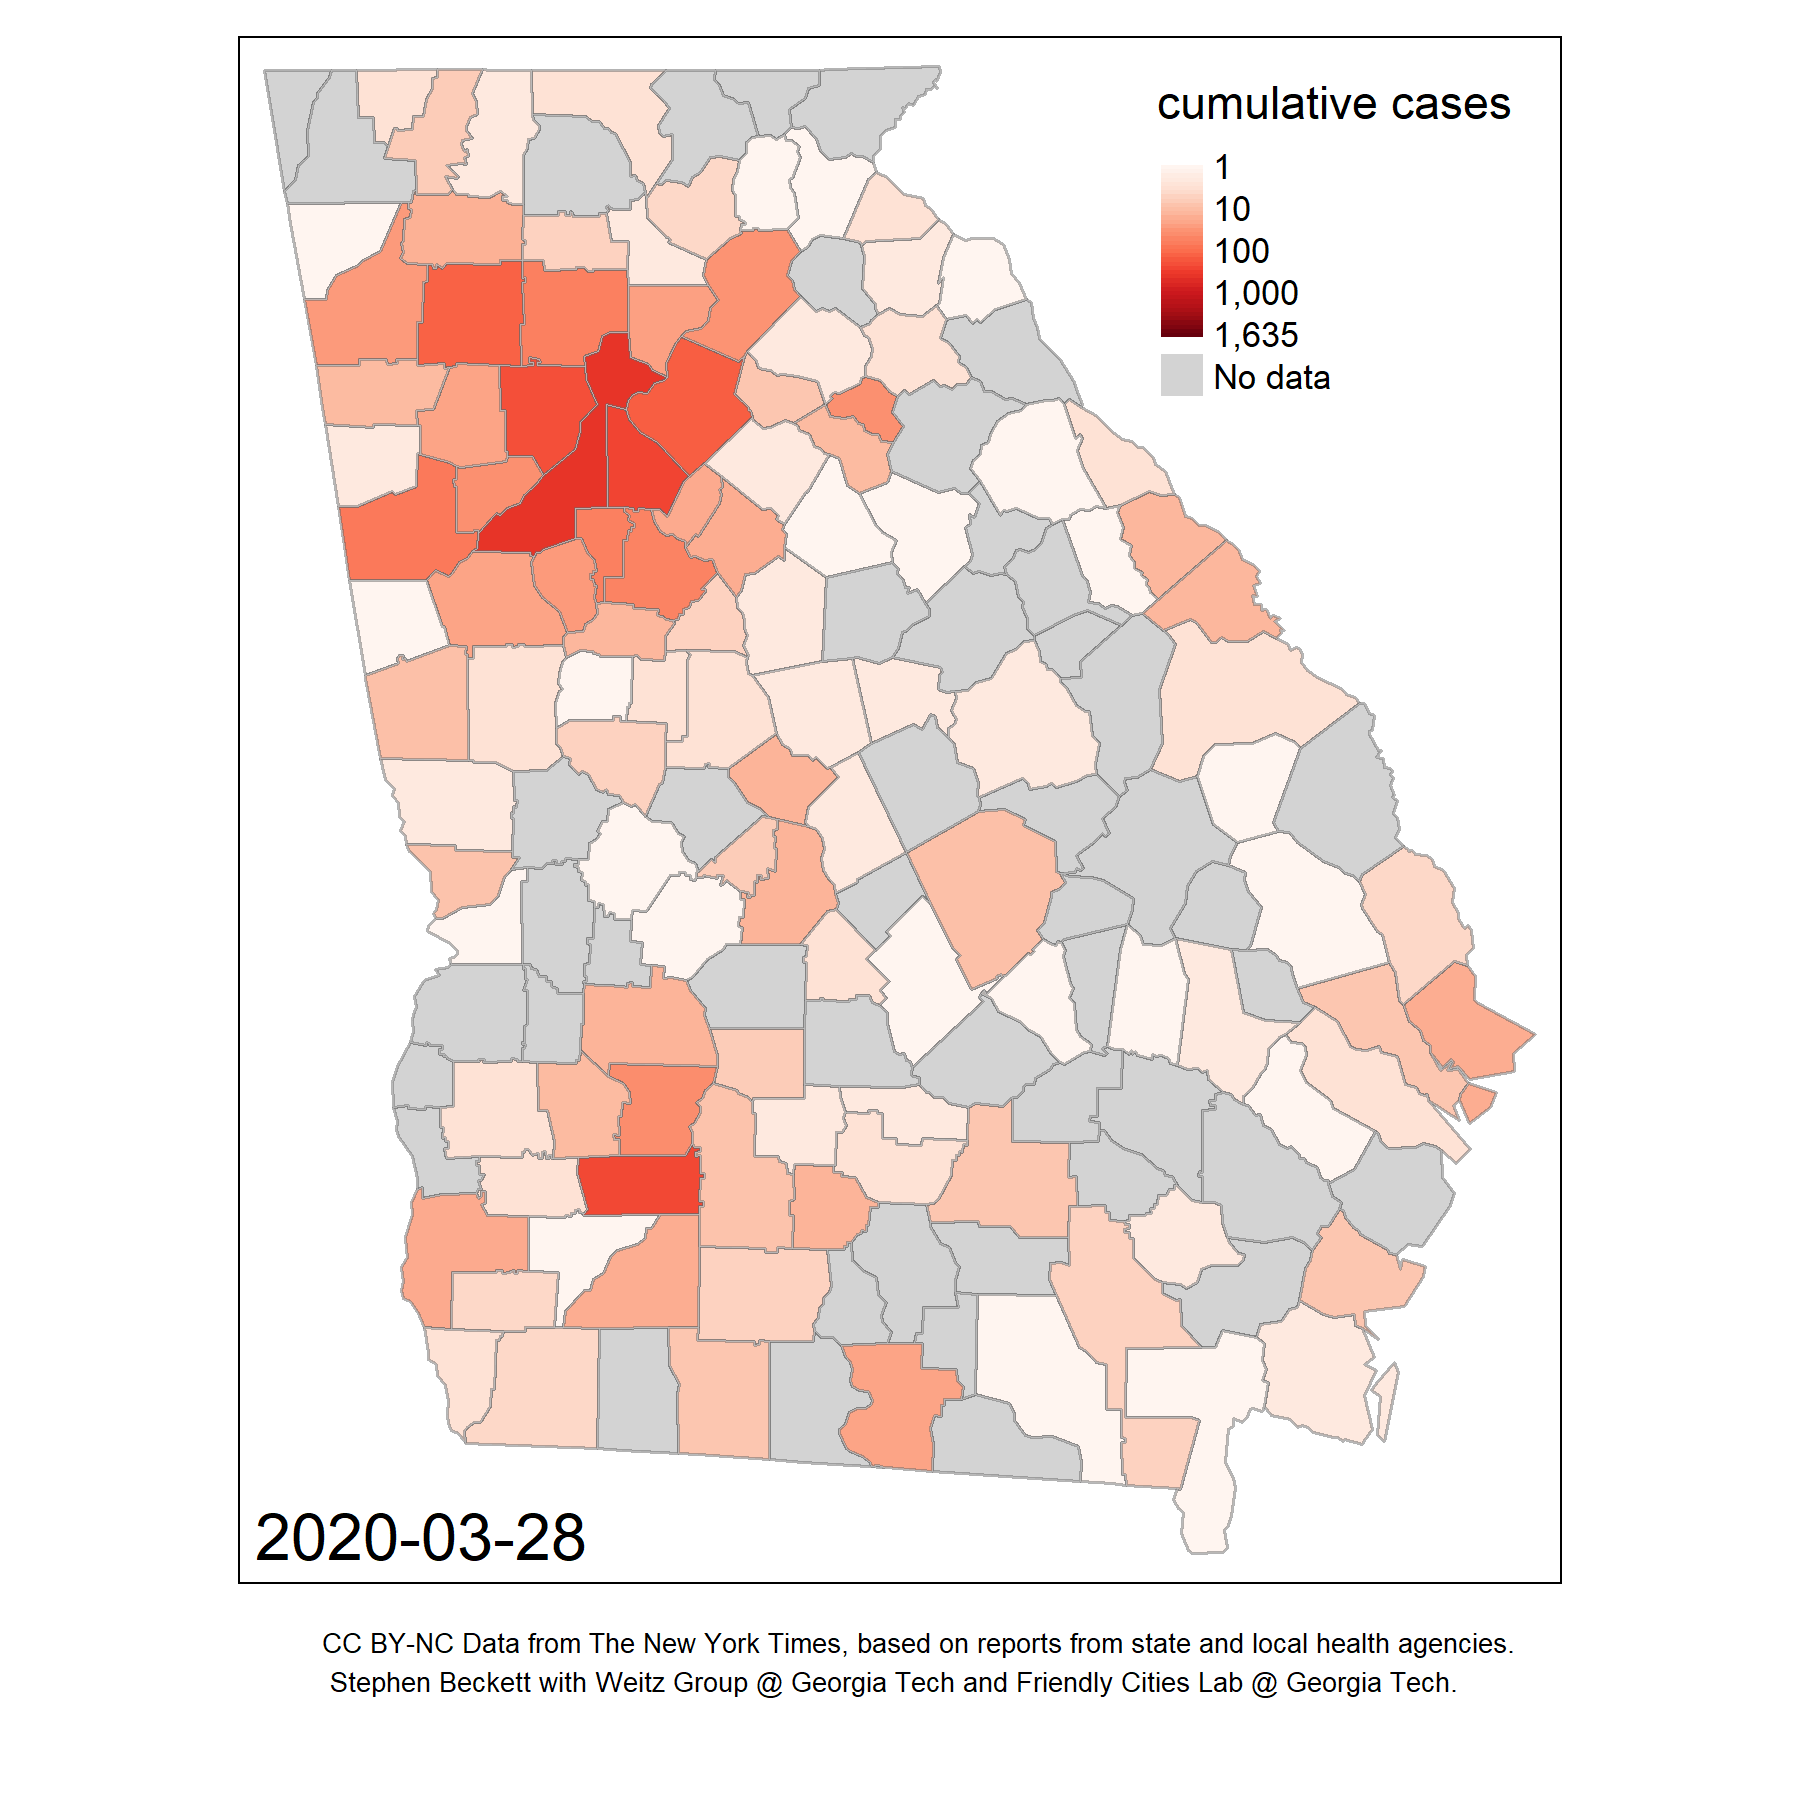 cumulative cases
1
10
100
1,000
1,635
No data
2020-03-28
CC BY-NC Data from The New York Times, based on reports from state and local health agencies.
Stephen Beckett with Weitz Group @ Georgia Tech and Friendly Cities Lab @ Georgia Tech.